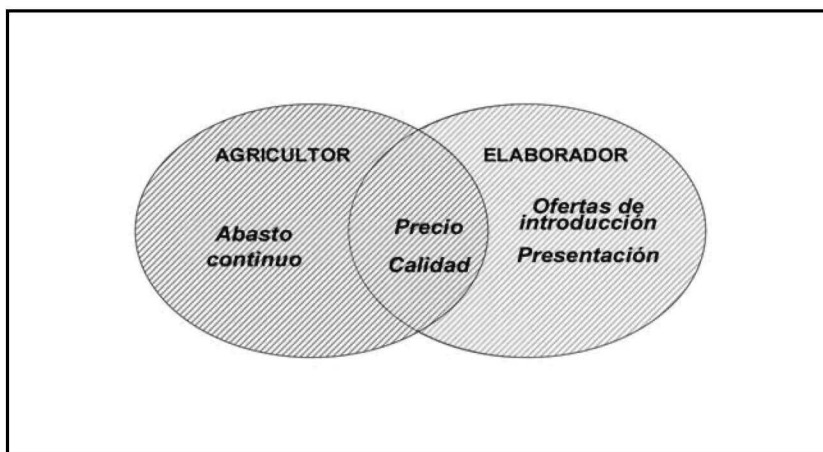 AGRICULTOR
ELABORADOR
Abasto
continuo
Precio
Calidad
Ofertas de
introducción
Presentación